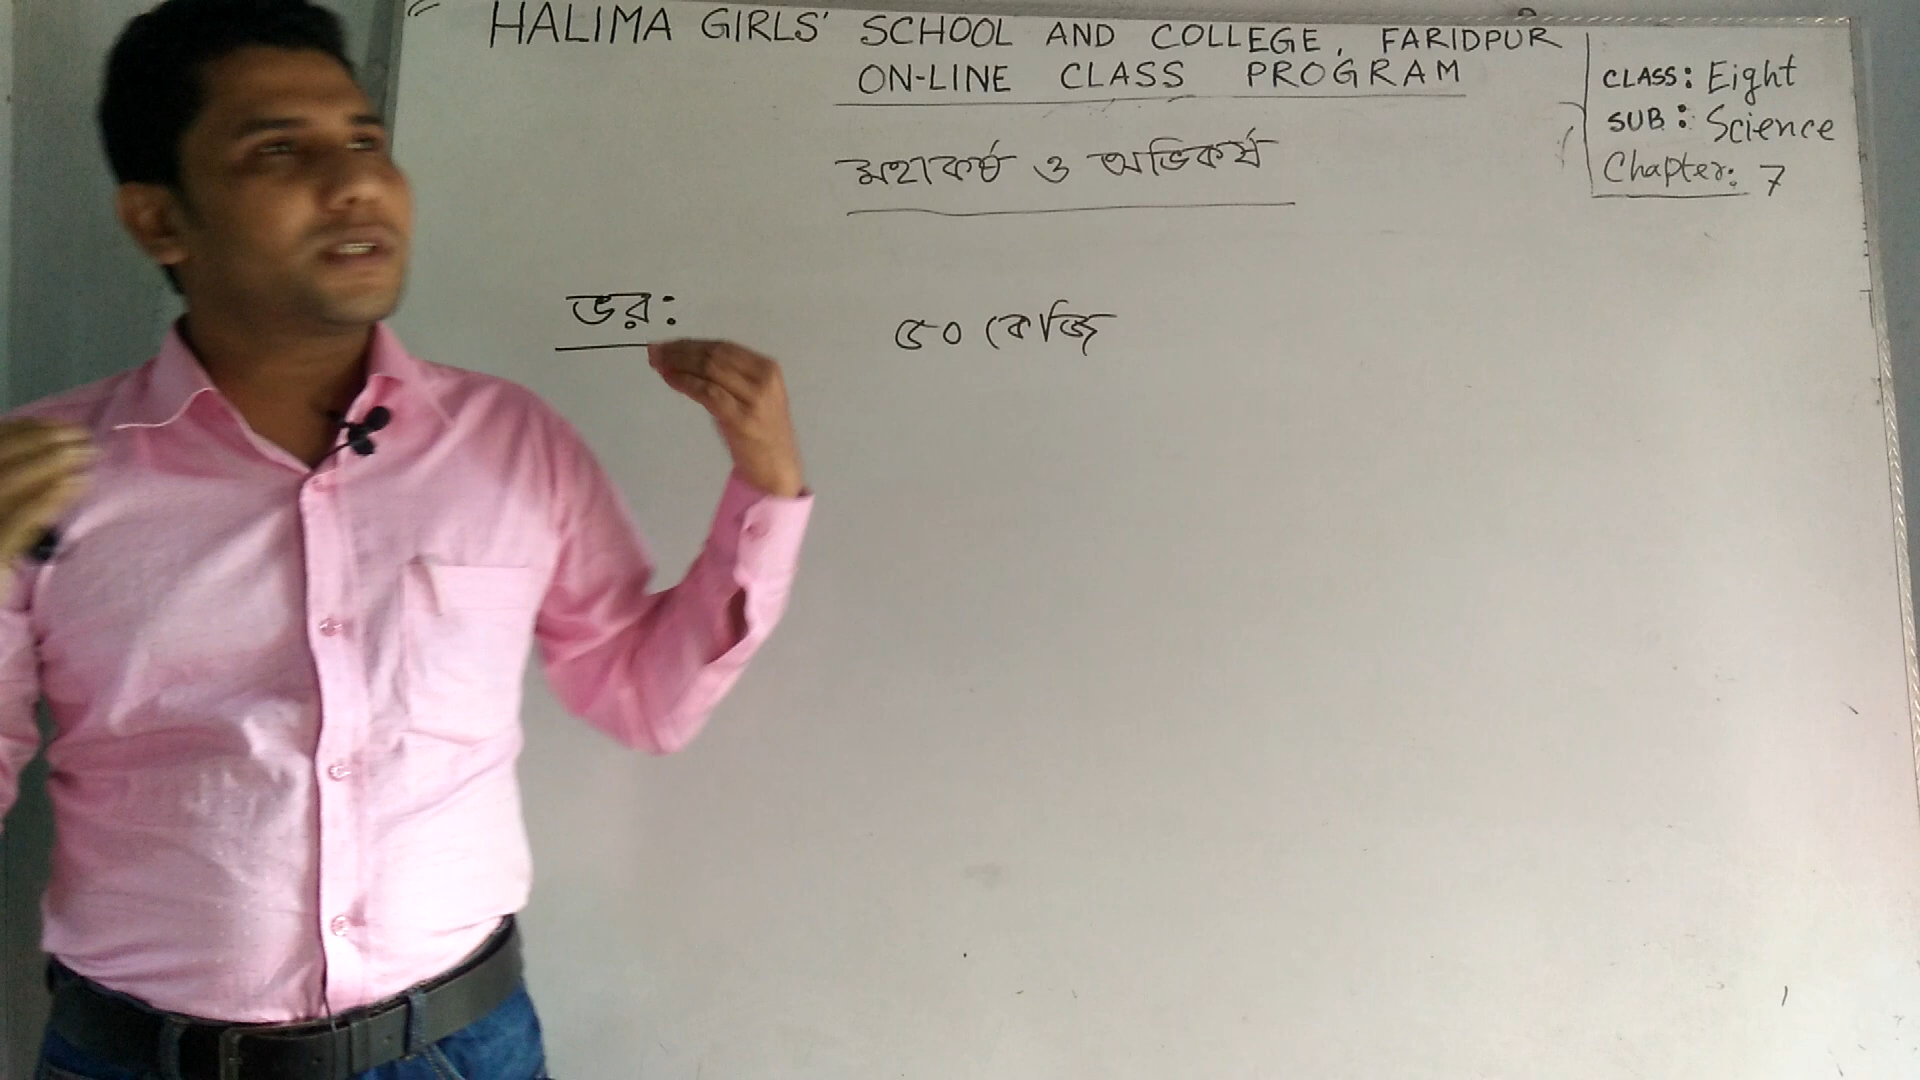 HALIMA GIRLS' SCHOOL AND COLLEGE, FARIDPUR
ON-LINE CLASS PROGRAM
CLASS: Eight
SUB: Science
Chapter: 7
মহাকর্ষ ও অভিকর্ষ
ভর:
৫০ কেজি